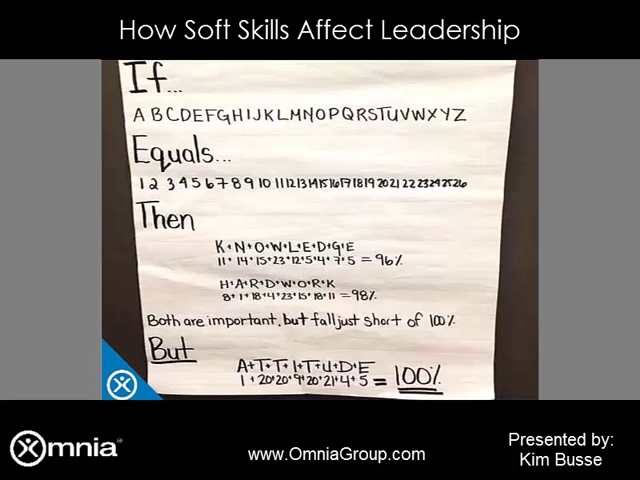 How Soft Skills Affect Leadership
If...
A B C D E F G H I J K L M N O P Q R S T U V W X Y Z
Equals...
1 2 3 4 5 6 7 8 9 10 11 12 13 14 15 16 17 18 19 20 21 22 23 24 25 26
Then
K+N+O+W+L+E+D+G+E
11+14+15+23+12+5+4+7+5=96%
H+A+R+D+W+O+R+K
8+1+18+4+23+15+18+11=98%
Both are important, but fall just short of 100%
But
A+T+T+I+T+U+D+E
1+20+20+9+20+21+4+5=100%
Omnia
www.OmniaGroup.com
Presented by:
Kim Busse